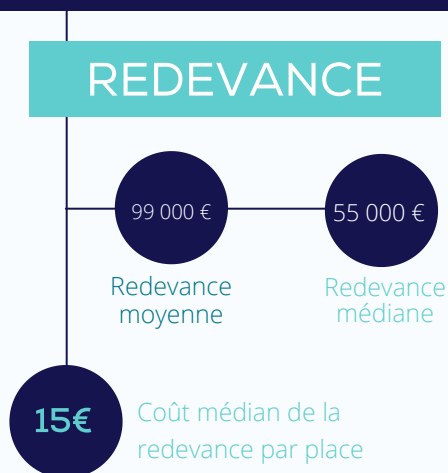 REDEVANCE
99 000 €
55 000 €
Redevance
moyenne
Redevance
médiane
15€
Coût médian de la
redevance par place